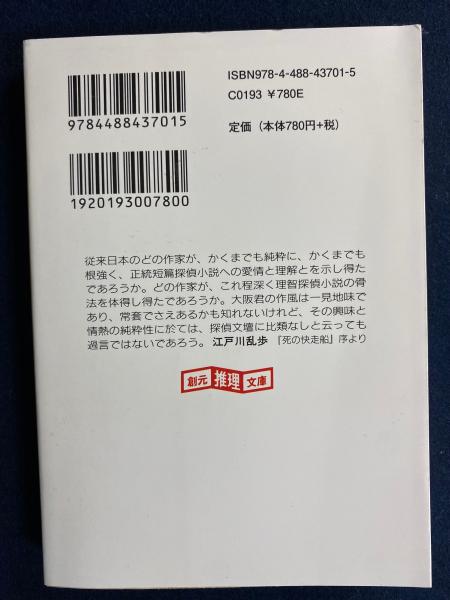 ISBN978-4-488-43701-5
C0193 ¥780E
定価（本体780円+税）
9784488437015
1920193007800
従来日本のどの作家が、かくまでも純粋に、かくまでも
根強く、正統短篇探偵小説への愛情と理解とを示し得た
であろうか。どの作家が、これ程深く理智探偵小説の骨
法を体得し得たであろうか。大阪君の作風は一見地味で
あり、常套でさえあるかも知れないけれど、その興味と
情熱の純粋性に於ては、探偵文壇に比類なしと云っても
過言ではないであろう。 江戸川乱歩 『死の快走船』序より
創元推理文庫